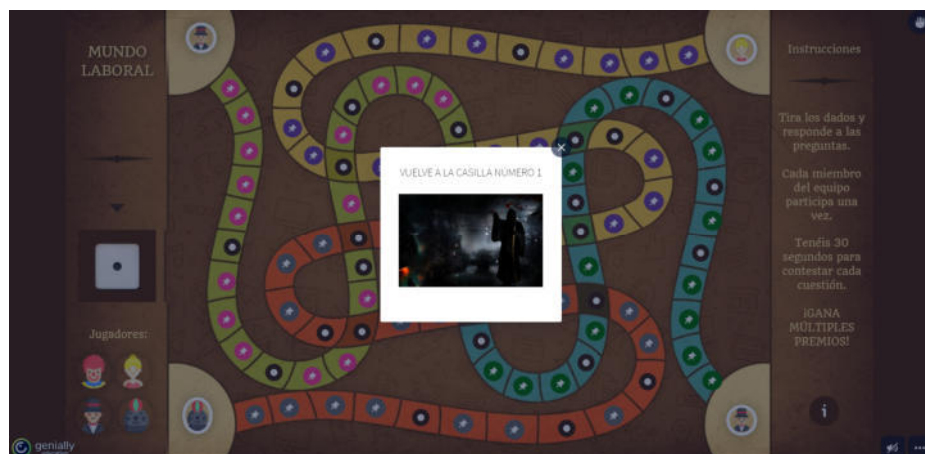 MUNDO
LABORAL
Jugadores:
VUELVE A LA CASILLA NÚMERO 1
Instrucciones
Tira los dados y
responde a las
preguntas.
Cada miembro
del equipo
participa una
vez.
Tenéis 30
segundos para
contestar cada
cuestión.
¡GANA
MÚLTIPLES
PREMIOS!
i
genially